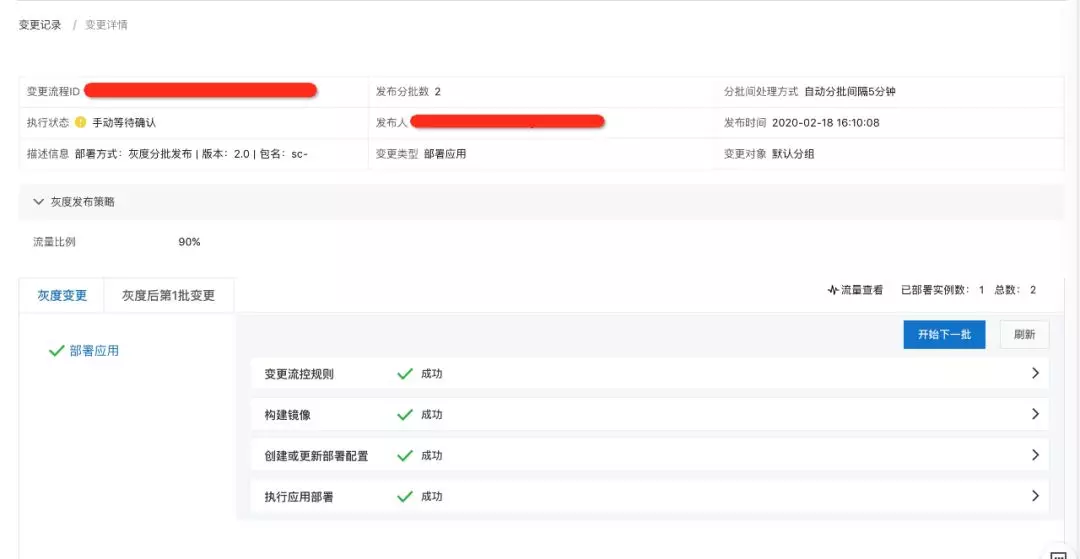 变更记录 / 变更详情
变更流程ID
发布分批数 2
分批间处理方式 自动分批间隔5分钟
执行状态 手动等待确认
发布人
发布时间 2020-02-18 16:10:08
描述信息 部署方式：灰度分批发布 | 版本：2.0 | 包名：sc-
变更类型 部署应用
变更对象 默认分组
灰度发布策略
流量比例 90%
灰度变更 灰度后第1批变更
流量查看 已部署实例数： 1 总数： 2
开始下一批 刷新
部署应用
变更流控规则 成功
构建镜像 成功
创建或更新部署配置 成功
执行应用部署 成功